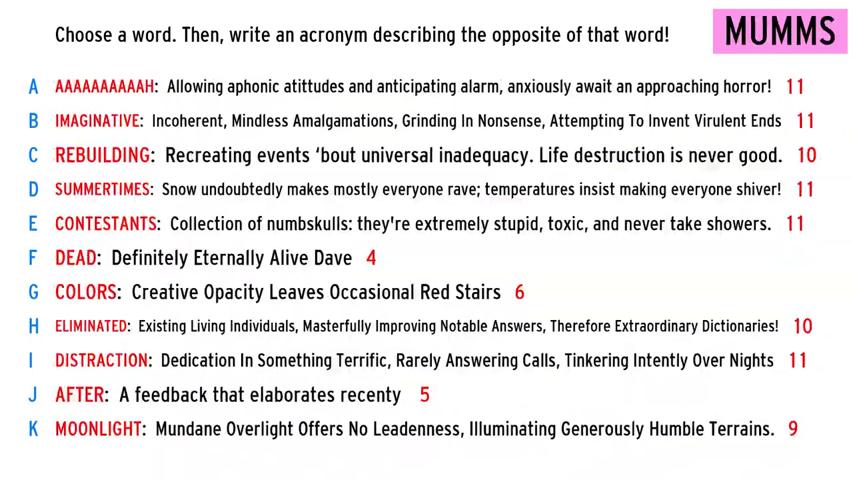 Choose a word. Then, write an acronym describing the opposite of that word!
MUMMS
A AAAAAAAAAAH: Allowing aphonic atittudes and anticipating alarm, anxiously await an approaching horror! 11
B IMAGINATIVE: Incoherent, Mindless Amalgamations, Grinding In Nonsense, Attempting To Invent Virulent Ends 11
C REBUILDING: Recreating events ‘bout universal inadequacy. Life destruction is never good. 10
D SUMMERTIMES: Snow undoubtedly makes mostly everyone rave; temperatures insist making everyone shiver! 11
E CONTESTANTS: Collection of numbskulls: they're extremely stupid, toxic, and never take showers. 11
F DEAD: Definitely Eternally Alive Dave 4
G COLORS: Creative Opacity Leaves Occasional Red Stairs 6
H ELIMINATED: Existing Living Individuals, Masterfully Improving Notable Answers, Therefore Extraordinary Dictionaries! 10
I DISTRACTION: Dedication In Something Terrific, Rarely Answering Calls, Tinkering Intently Over Nights 11
J AFTER: A feedback that elaborates recenty 5
K MOONLIGHT: Mundane Overlight Offers No Leadenness, Illuminating Generously Humble Terrains. 9